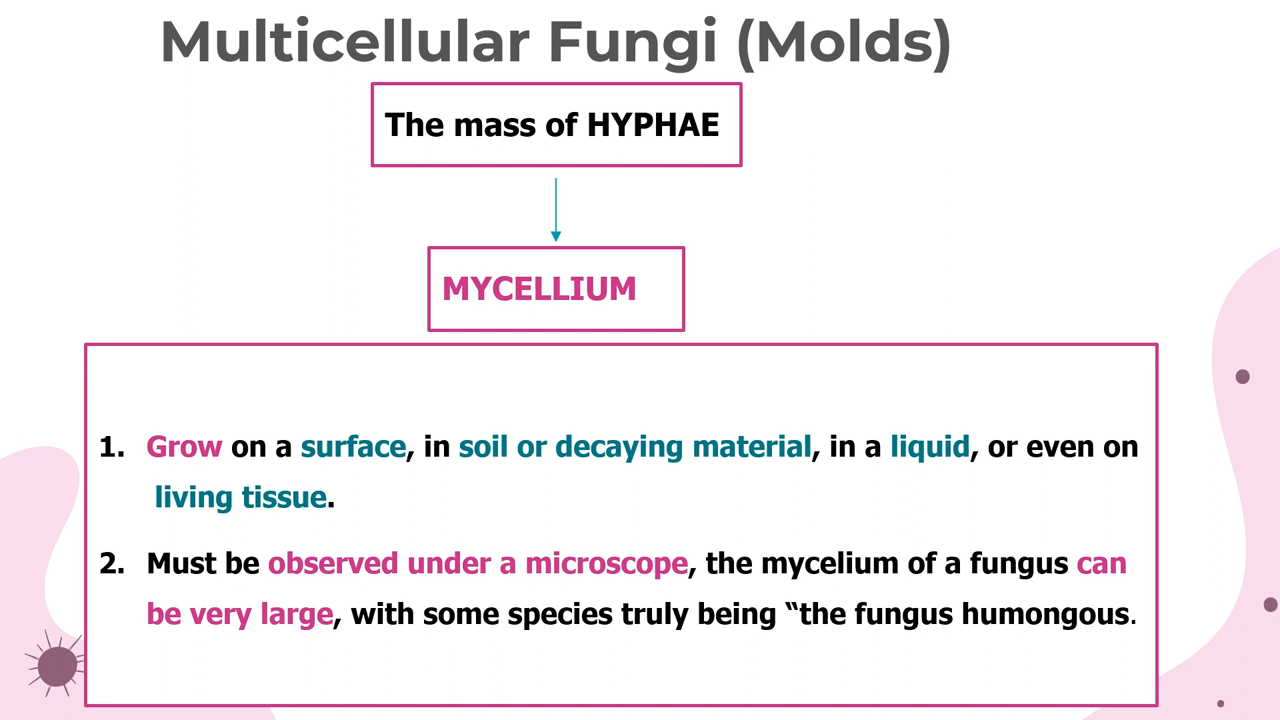 Multicellular Fungi (Molds)
The mass of HYPHAE
MYCELLIUM
1. Grow on a surface, in soil or decaying material, in a liquid, or even on
living tissue.
2. Must be observed under a microscope, the mycelium of a fungus can
be very large, with some species truly being “the fungus humongous.